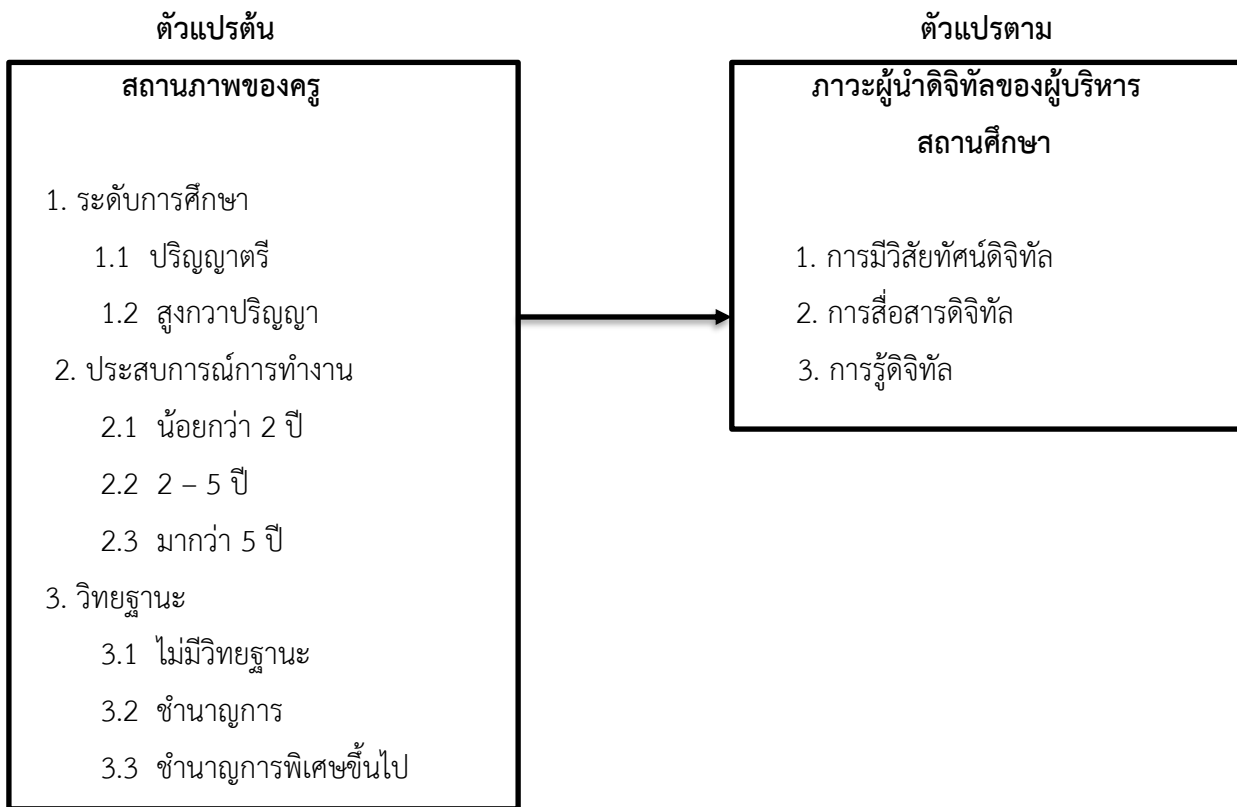 ตัวแปรต้น
สถานภาพของครู
1. ระดับการศึกษา
1.1 ปริญญาตรี
1.2 สูงกวาปริญญา
2. ประสบการณ์การทำงาน
2.1 น้อยกว่า 2 ปี
2.2 2 – 5 ปี
2.3 มากว่า 5 ปี
3. วิทยฐานะ
3.1 ไม่มีวิทยฐานะ
3.2 ชำนาญการ
3.3 ชำนาญการพิเศษขึ้นไป
ตัวแปรตาม
ภาวะผู้นำดิจิทัลของผู้บริหาร
สถานศึกษา
1. การมีวิสัยทัศน์ดิจิทัล
2. การสื่อสารดิจิทัล
3. การรู้ดิจิทัล